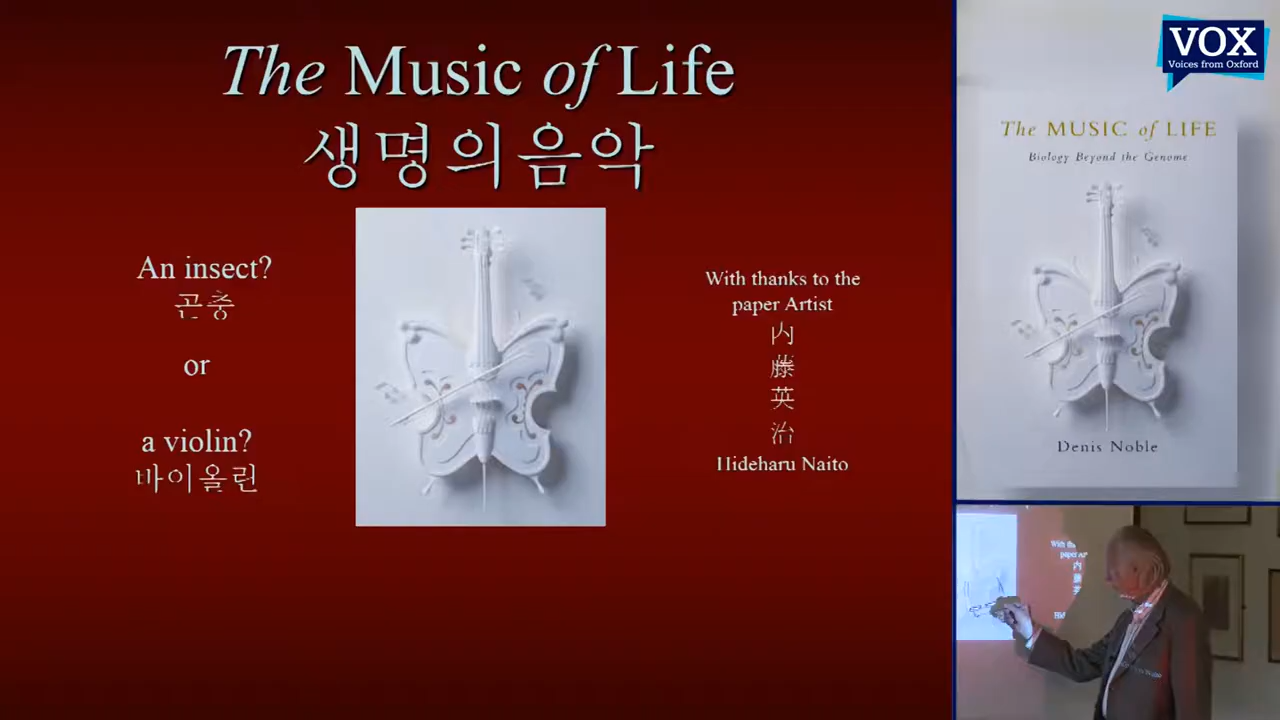 The Music of Life
생명의음악
An insect?
곤충
or
a violin?
바이올린
With thanks to the
paper Artist
内
藤
英
治
Hideharu Naito
VOX
Voices from Oxford
The MUSIC of LIFE
Biology Beyond the Genome
Denis Noble
内